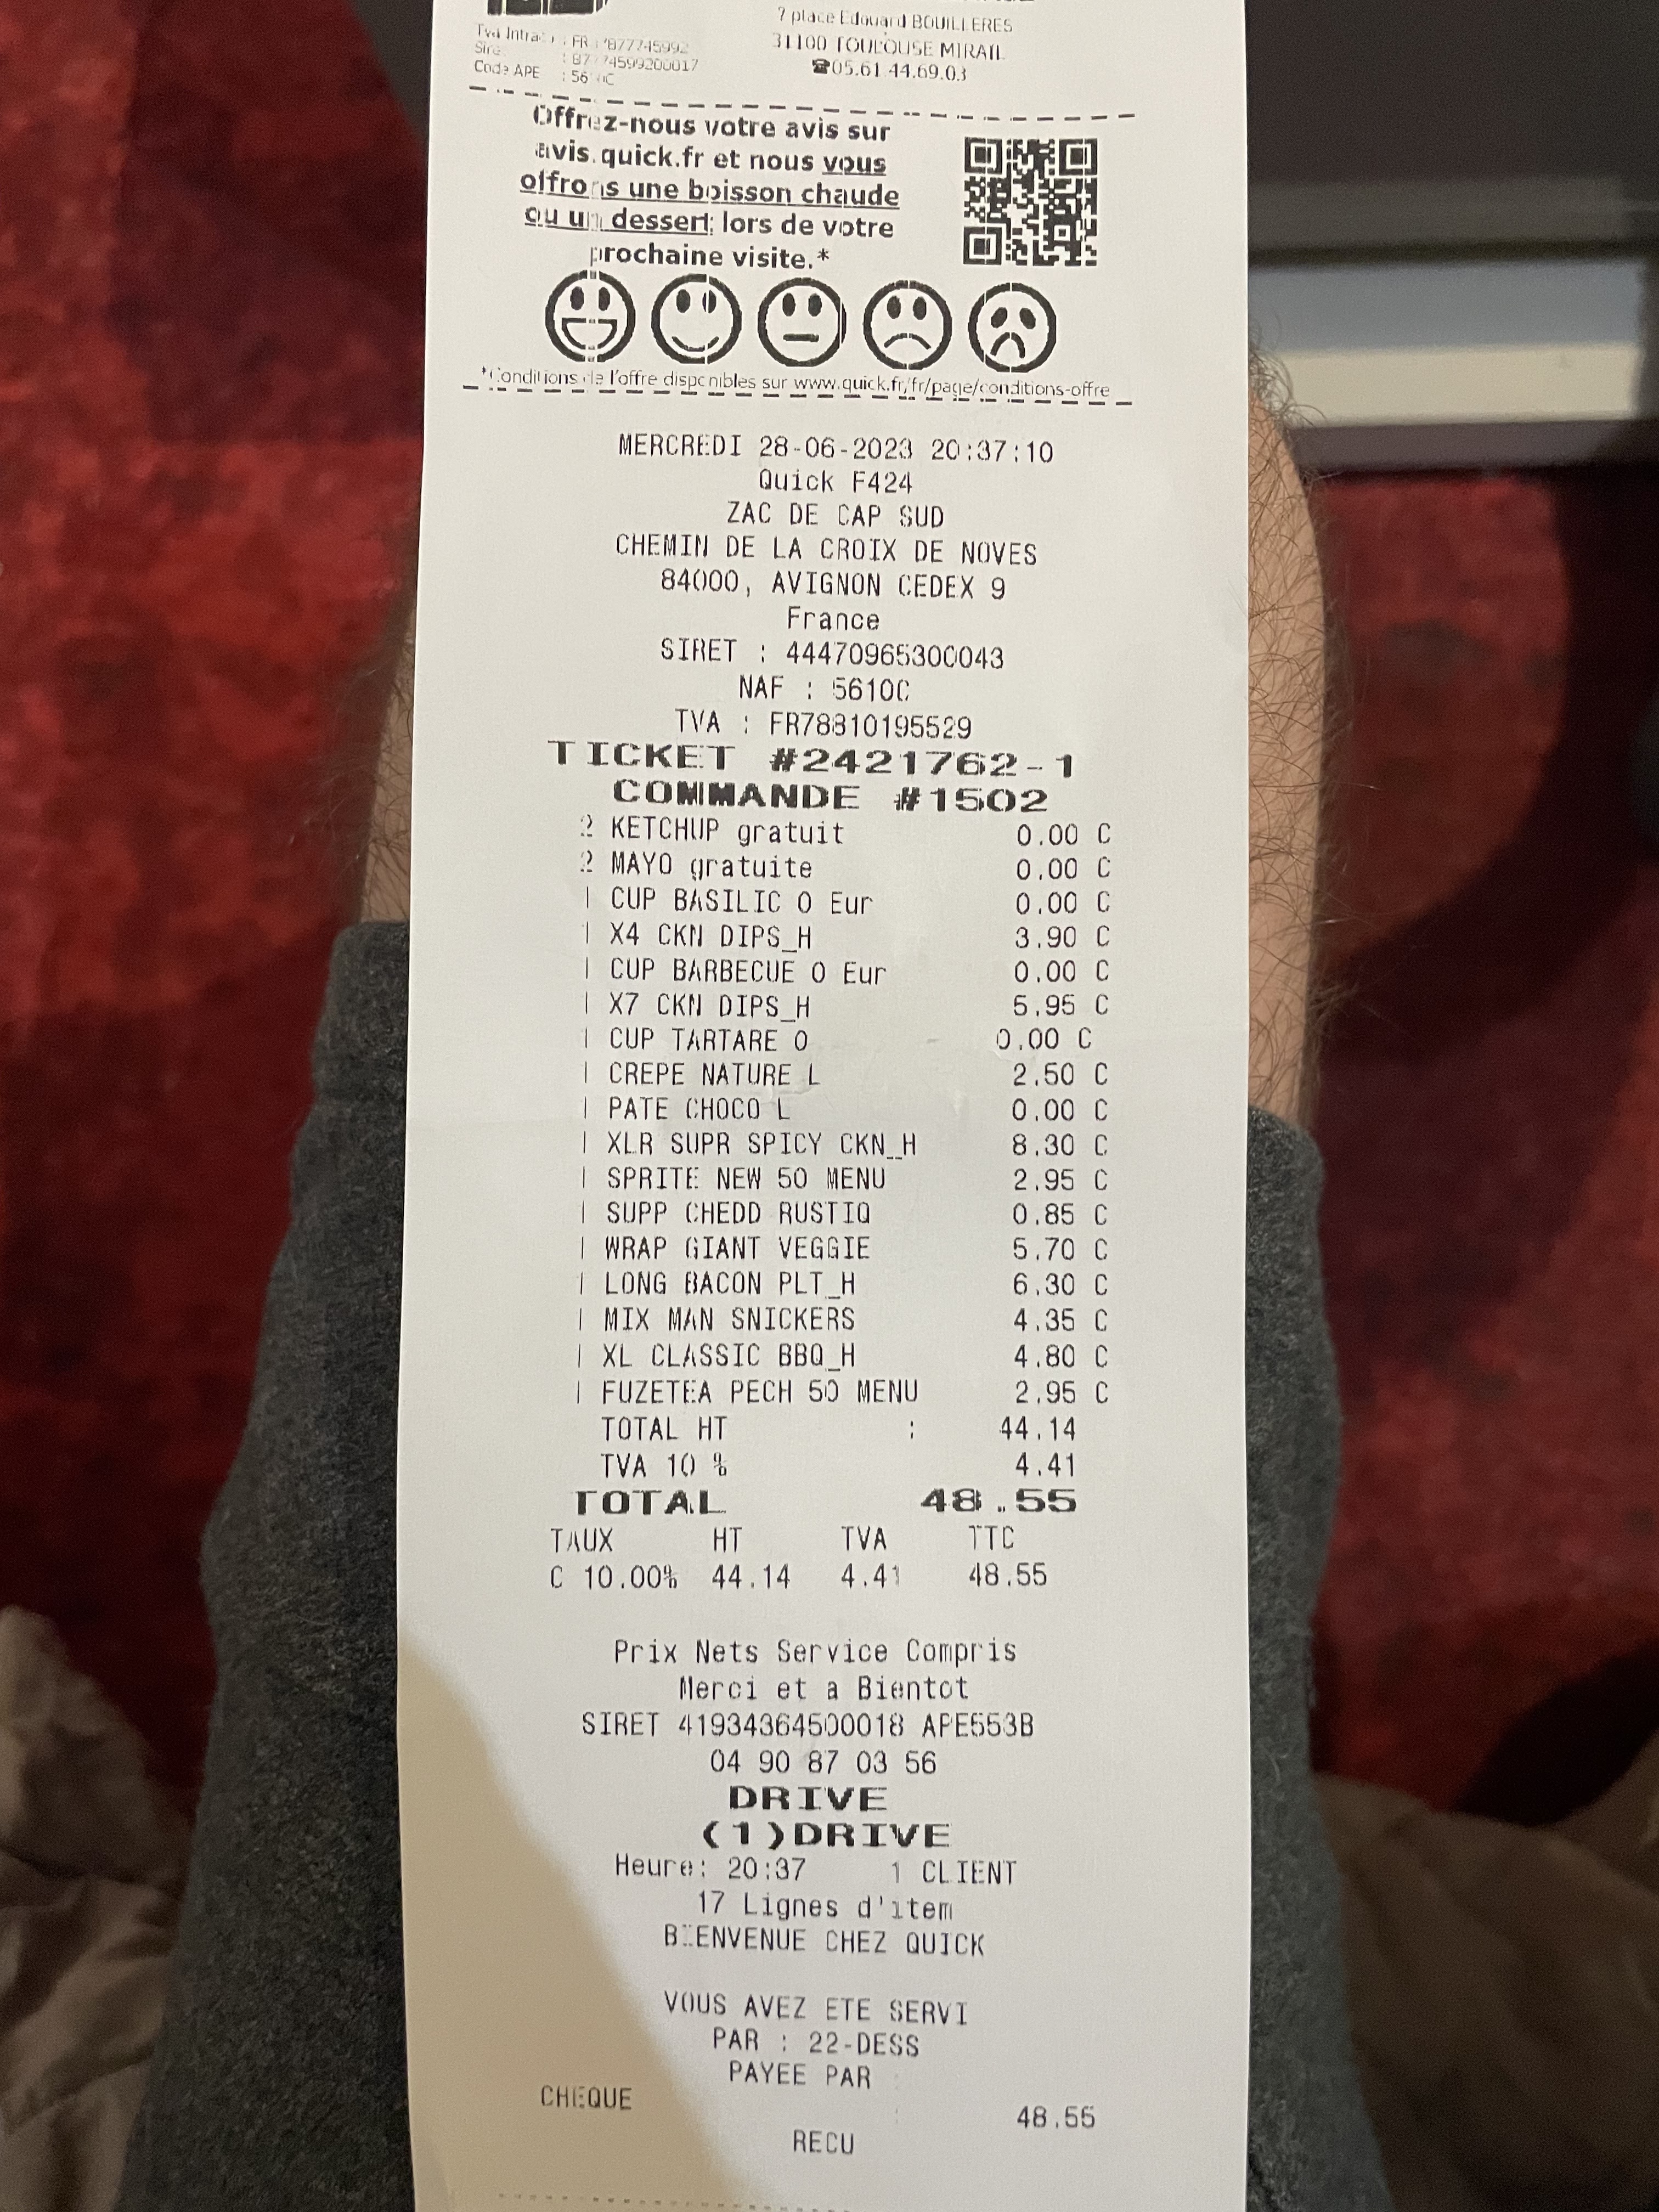 7 place Edouard BOUILLERES
31100 TOULOUSE MIRAIL
☎05.61.44.69.03
Tva Intrac. : FR
Siret :
Code APE :
Offrez-nous votre avis sur
avis.quick.fr et nous vous
offrons une boisson chaude
ou un dessert lors de votre
prochaine visite.*
*Conditions de l'offre disponibles sur www.quick.fr/fr/page/conditions-offre
MERCREDI 28-06-2023 20:37:10
Quick F424
ZAC DE CAP SUD
CHEMIN DE LA CROIX DE NOVES
84000, AVIGNON CEDEX 9
France
SIRET : 44470965300043
NAF : 5610C
TVA : FR78810195529
TICKET #2421762-1
COMMANDE #1502
2 KETCHUP gratuit 0.00 C
2 MAYO gratuite 0.00 C
1 CUP BASILIC 0 Eur 0.00 C
1 X4 CKN DIPS_H 3.90 C
1 CUP BARBECUE 0 Eur 0.00 C
1 X7 CKN DIPS_H 5.95 C
1 CUP TARTARE 0 0.00 C
1 CREPE NATURE L 2.50 C
1 PATE CHOCO L 0.00 C
1 XLR SUPR SPICY CKN_H 8.30 C
1 SPRITE NEW 50 MENU 2.95 C
1 SUPP CHEDD RUSTIQ 0.85 C
1 WRAP GIANT VEGGIE 5.70 C
1 LONG BACON PLT_H 6.30 C
1 MIX MAN SNICKERS 4.35 C
1 XL CLASSIC BBQ_H 4.80 C
1 FUZETEA PECH 50 MENU 2.95 C
TOTAL HT : 44.14
TVA 10 % 4.41
TOTAL 48.55
TAUX HT TVA TTC
C 10.00% 44.14 4.41 48.55
Prix Nets Service Compris
Merci et a Bientot
SIRET 41934364500018 APE553B
04 90 87 03 56
DRIVE
(1)DRIVE
Heure: 20:37 1 CLIENT
17 Lignes d'item
BIENVENUE CHEZ QUICK
VOUS AVEZ ETE SERVI
PAR : 22-DESS
PAYEE PAR :
CHEQUE : 48.55
RECU